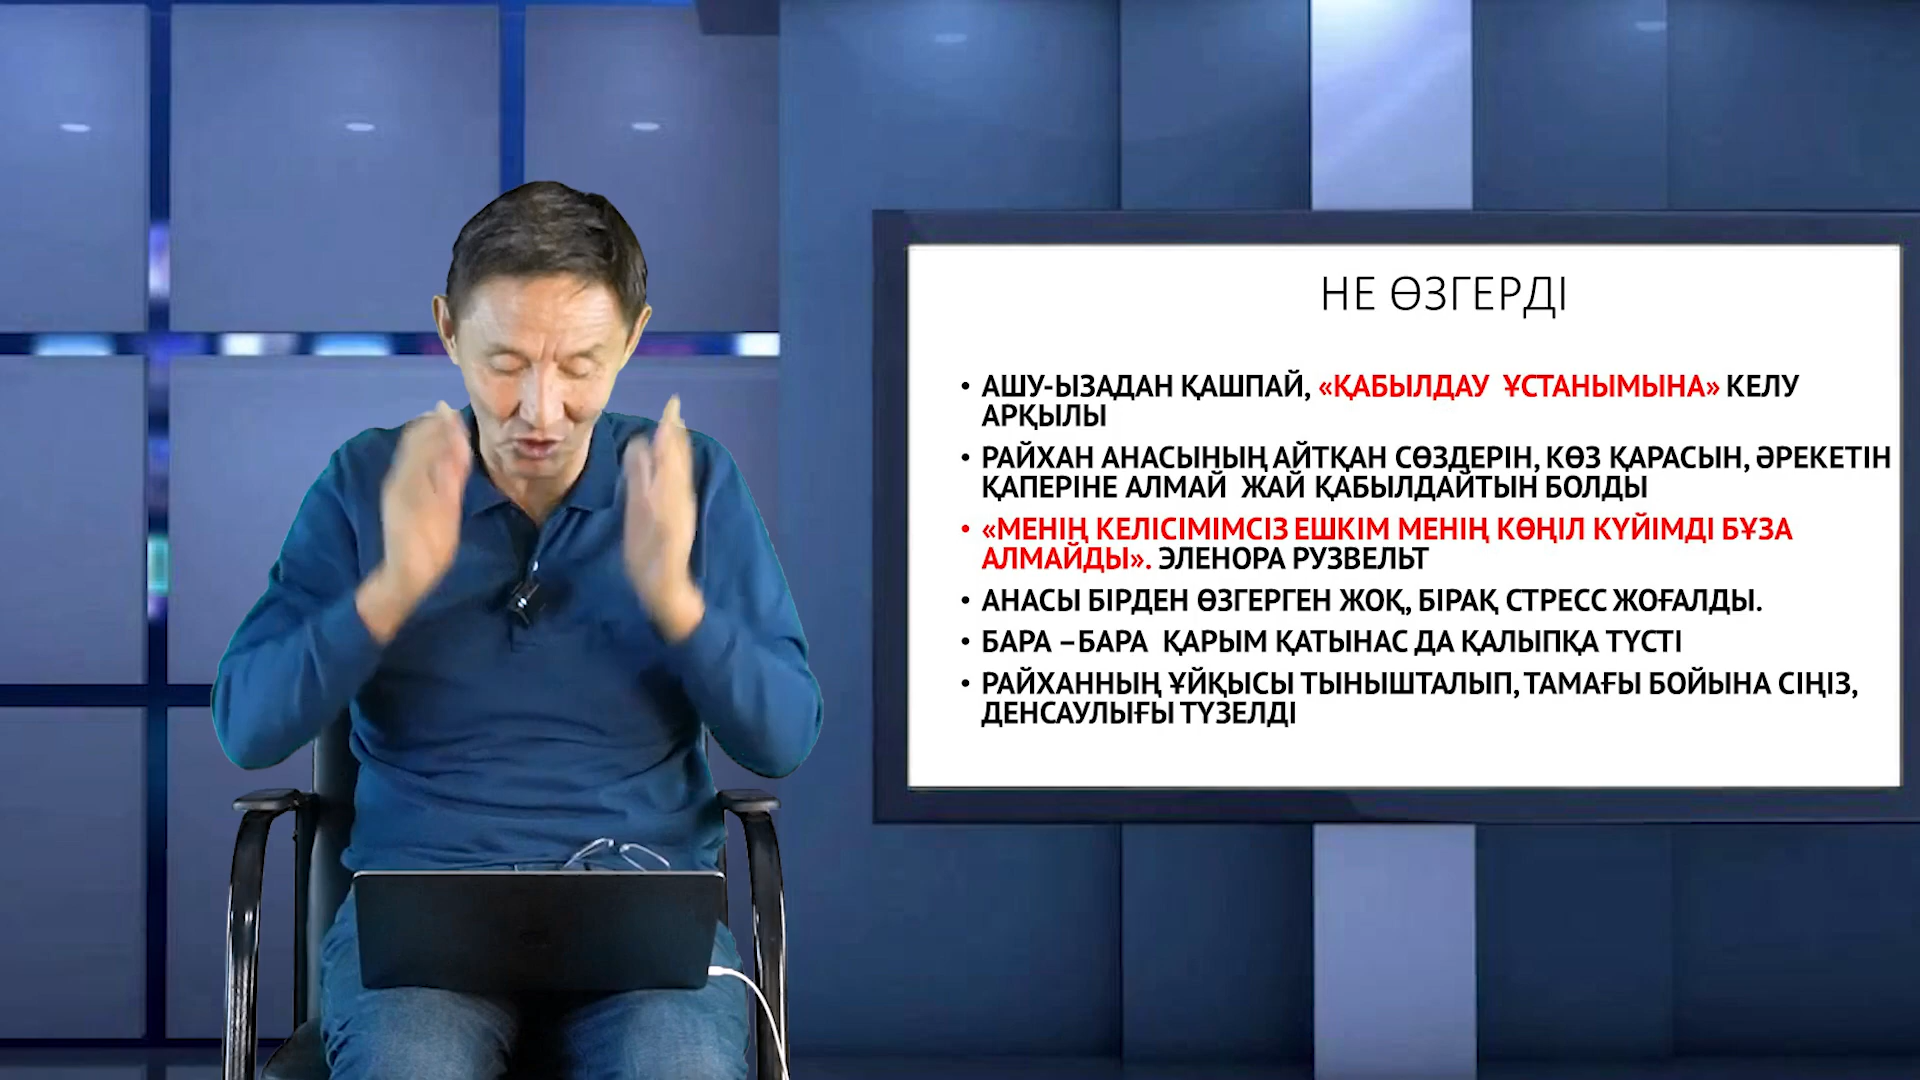 НЕ ӨЗГЕРДІ
• АШУ-ЫЗАДАН ҚАШПАЙ, «ҚАБЫЛДАУ ҰСТАНЫМЫНА» КЕЛУ
АРҚЫЛЫ
• РАЙХАН АНАСЫНЫҢ АЙТҚАН СӨЗДЕРІН, КӨЗ ҚАРАСЫН, ӘРЕКЕТІН
ҚАПЕРІНЕ АЛМАЙ ЖАЙ ҚАБЫЛДАЙТЫН БОЛДЫ
• «МЕНІҢ КЕЛІСІМІМСІЗ ЕШКІМ МЕНІҢ КӨҢІЛ КҮЙІМДІ БҰЗА
АЛМАЙДЫ». ЭЛЕНОРА РУЗВЕЛЬТ
• АНАСЫ БІРДЕН ӨЗГЕРГЕН ЖОҚ, БІРАҚ СТРЕСС ЖОҒАЛДЫ.
• БАРА –БАРА ҚАРЫМ ҚАТЫНАС ДА ҚАЛЫПҚА ТҮСТІ
• РАЙХАННЫҢ ҰЙҚЫСЫ ТЫНЫШТАЛЫП, ТАМАҒЫ БОЙЫНА СІҢІЗ,
ДЕНСАУЛЫҒЫ ТҮЗЕЛДІ